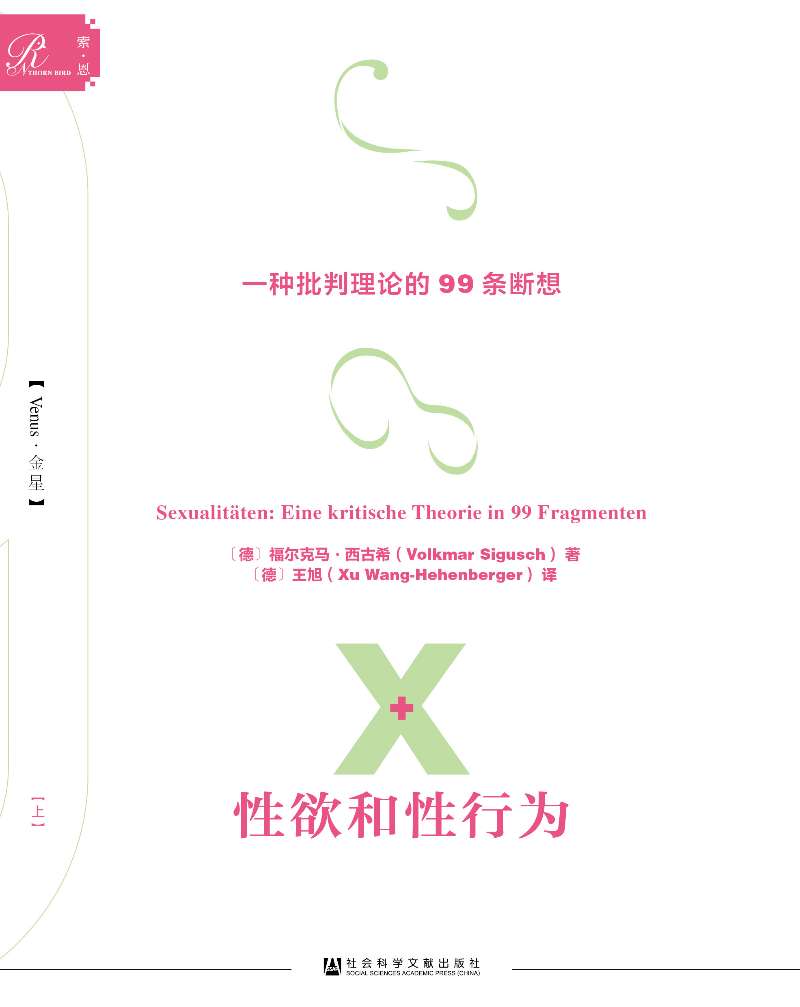 索·恩
THORN BIRD
一种批判理论的 99 条断想
【 Venus · 金星 】
Sexualitäten: Eine kritische Theorie in 99 Fragmenten
〔德〕福尔克马·西古希（Volkmar Sigusch）著
〔德〕王旭（Xu Wang-Hehenberger）译
X
+
性欲和性行为
【上】
社会科学文献出版社
SOCIAL SCIENCES ACADEMIC PRESS (CHINA)